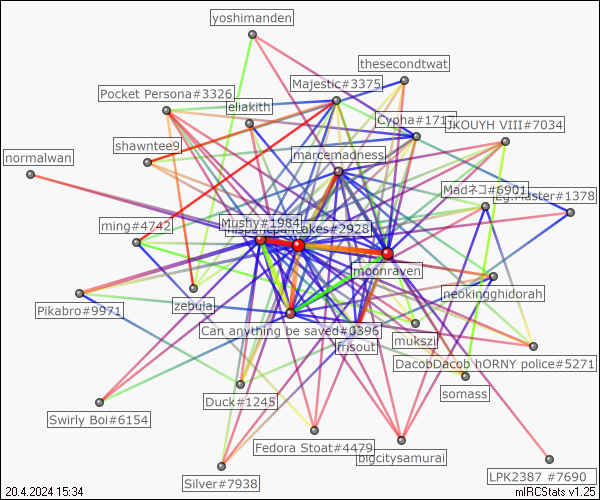 yoshimanden
thesecondtwat
Majestic#3375
Pocket Persona#3326
eliakith
Cypha#1717
JKOUYH VIII#7034
shawntee9
marcemadness
normalwan
Madネコ#6901
Lg.Master#1378
Mushy#1984
cakes#2928
ming#4742
moonraven
neokingghidorah
Pikabro#9971
zebula
Can anything be saved#0396
mukszi
frisout
DacobDacob hORNY police#5271
somass
Duck#1245
Swirly Boi#6154
Fedora Stoat#4479
bigcitysamurai
Silver#7938
LPK2387 #7690
20.4.2024 15:34
mIRCStats v1.25